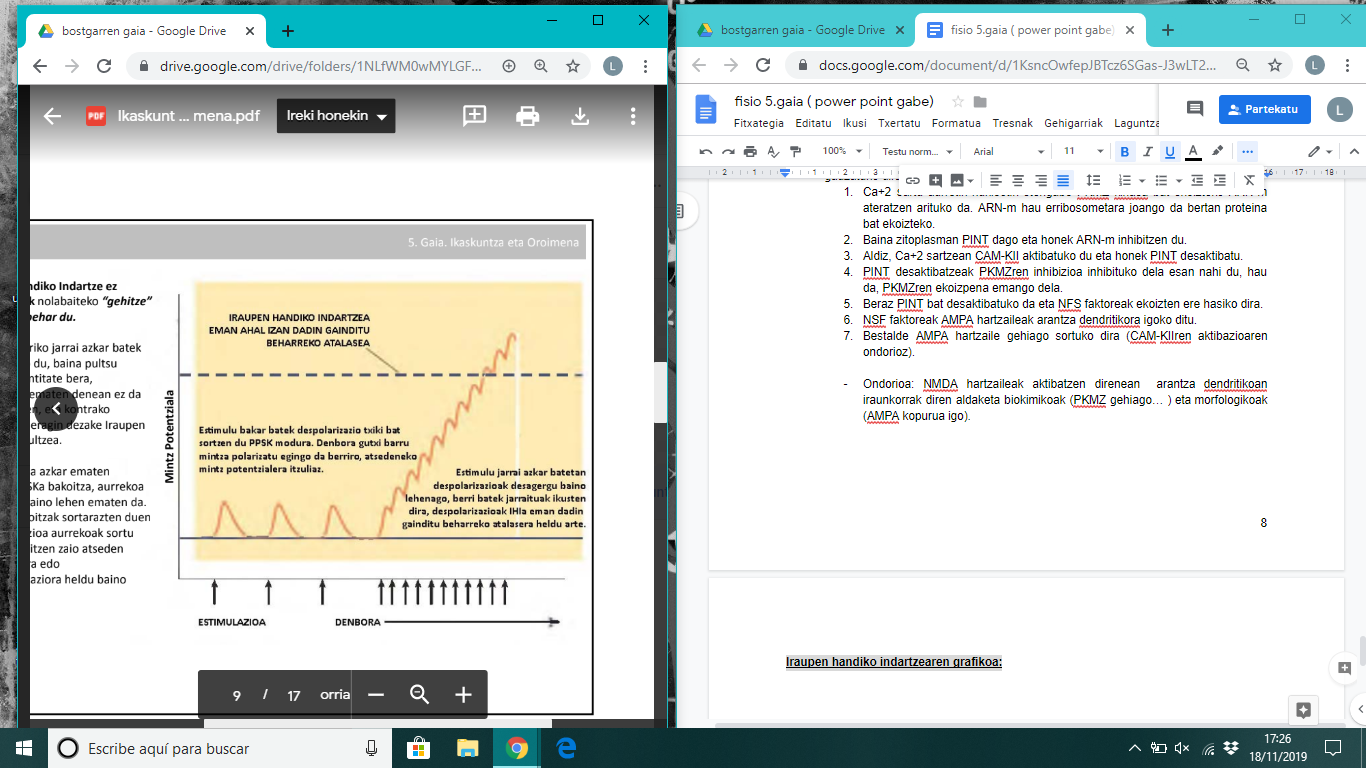 bostgarren gaia - Google Drive
drive.google.com/drive/folders/1NLfWM0wMYLGF...
L
PDF
Ikaskunt ... mena.pdf
Ireki honekin
5. Gaia. Ikaskuntza eta Oroimena
ndiko Indartze ez
k nolabaiteko "gehitze"
behar du.
riko jarrai azkar batek
du, baina pultsu
ntitate bera,
ematen denean ez da
kontrako
eragin dezake Iraupen
ultzea.
a azkar ematen
SKa bakoitza, aurrekoa
baino lehen ematen da.
oitzak sortarazten duen
zioa aurrekoak sortu
itzen zaio atseden
ra edo
aziora heldu baino
IRAUPEN HANDIKO INDARTZEA
EMAN AHAL IZAN DADIN GAINDITU
BEHARREKO ATALASEA
Mintz Potentziala
Estimulu bakar batek despolarizazio txiki bat
sortzen du PPSK modura. Denbora gutxi barru
mintza polarizatu egingo da berriro, atsedeneko
mintz potentzialera itzuliaz.
Estimulu jarrai azkar batetan
despolarizazioak desagertu baino
lehenago, berri batek jarraituak ikusten
dira, despolarizazioak IHIa eman dadin
gainditu beharreko atalasera heldu arte.
ESTIMULAZIOA
DENBORA
9 / 17 orria
bostgarren gaia - Google Drive
fisio 5.gaia ( power point gabe)
docs.google.com/document/d/1KsncOwfepJBTcz6SGas-J3wLT2...
L
fisio 5.gaia ( power point gabe)
Fitxategia Editatu Ikusi Txertatu Formatua Tresnak Gehigarriak Laguntza
Partekatu
L
100% Testu norm... Arial 11 B I U A
2 1 1 2 16 17 18
ateratzen arituko da. ARN-m hau erribosometara joango da bertan proteina
bat ekoizteko.
2. Baina zitoplasman PINT dago eta honek ARN-m inhibitzen du.
3. Aldiz, Ca+2 sartzean CAM-KII aktibatuko du eta honek PINT desaktibatu.
4. PINT desaktibatzeak PKMZren inhibizioa inhibituko dela esan nahi du, hau
da, PKMZren ekoizpena emango dela.
5. Beraz PINT bat desaktibatuko da eta NFS faktoreak ekoizten ere hasiko dira.
6. NSF faktoreak AMPA hartzaileak arantza dendritikora igoko ditu.
7. Bestalde AMPA hartzaile gehiago sortuko dira (CAM-KIIren aktibazioaren
ondorioz).
- Ondorioa: NMDA hartzaileak aktibatzen direnean arantza dendritikoan
iraunkorrak diren aldaketa biokimikoak (PKMZ gehiago... ) eta morfologikoak
(AMPA kopurua igo).
8
Iraupen handiko indartzearen grafikoa:
Escribe aquí para buscar
17:26
18/11/2019